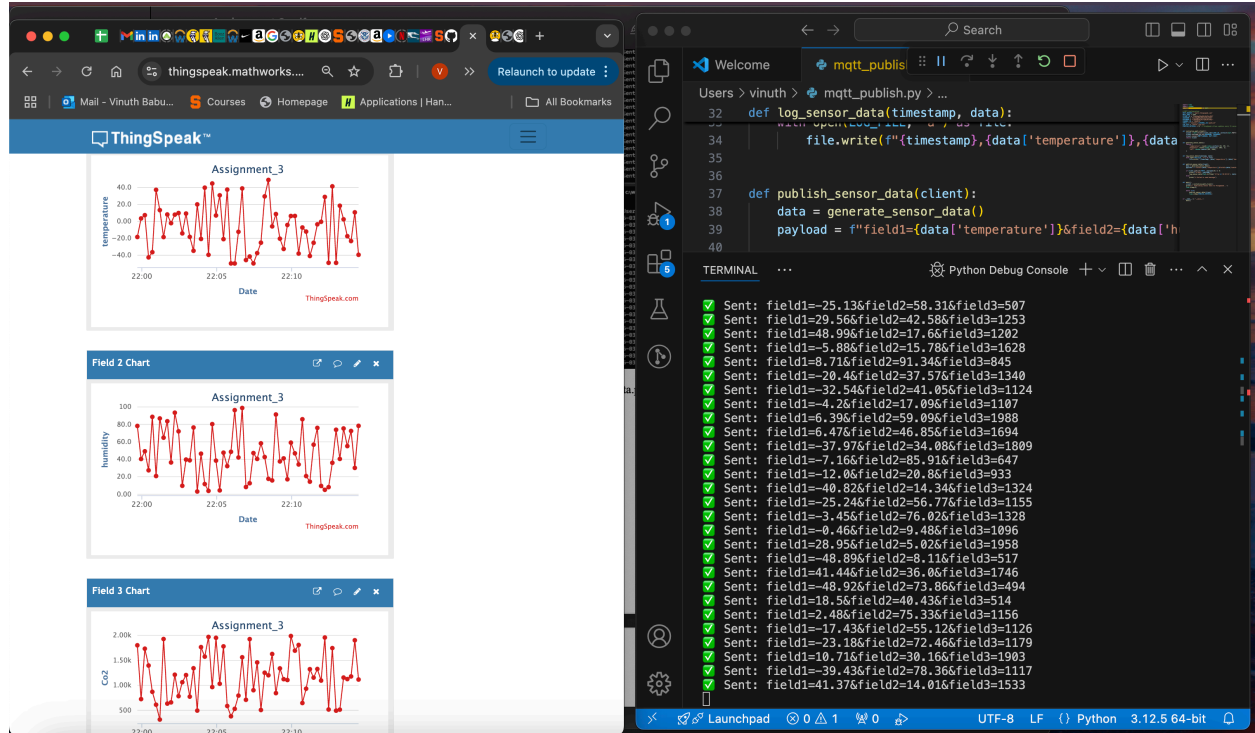 thingspeak.mathworks....
Relaunch to update
Mail - Vinuth Babu...
Courses
Homepage
Applications | Han...
All Bookmarks
ThingSpeak™
Assignment_3
temperature
40.0
20.0
0.00
−20.0
−40.0
22:00
22:05
22:10
Date
ThingSpeak.com
Field 2 Chart
Assignment_3
humidity
100
80.0
60.0
40.0
20.0
0.00
22:00
22:05
22:10
Date
ThingSpeak.com
Field 3 Chart
Assignment_3
Co2
2.00k
1.50k
1.00k
500
22:00
22:05
22:10
Search
Welcome
mqtt_publis
Users > vinuth > mqtt_publish.py > ...
32 def log_sensor_data(timestamp, data):
34 file.write(f"{timestamp},{data['temperature']},{data
35
36
37 def publish_sensor_data(client):
38 data = generate_sensor_data()
39 payload = f"field1={data['temperature']}&field2={data['h
40
1
5
TERMINAL
Python Debug Console
Sent: field1=-25.13&field2=58.31&field3=507
Sent: field1=29.56&field2=42.58&field3=1253
Sent: field1=48.99&field2=17.6&field3=1202
Sent: field1=-5.88&field2=15.78&field3=1628
Sent: field1=8.71&field2=91.34&field3=845
Sent: field1=-20.4&field2=37.57&field3=1340
Sent: field1=-32.54&field2=41.05&field3=1124
Sent: field1=-4.2&field2=17.09&field3=1107
Sent: field1=6.39&field2=59.09&field3=1988
Sent: field1=6.47&field2=46.85&field3=1694
Sent: field1=-37.97&field2=34.08&field3=1809
Sent: field1=-7.16&field2=85.91&field3=647
Sent: field1=-12.0&field2=20.8&field3=933
Sent: field1=-40.82&field2=14.34&field3=1324
Sent: field1=-25.24&field2=56.77&field3=1155
Sent: field1=-3.45&field2=76.02&field3=1328
Sent: field1=-0.46&field2=9.48&field3=1096
Sent: field1=28.95&field2=5.02&field3=1958
Sent: field1=-48.89&field2=8.11&field3=517
Sent: field1=41.44&field2=36.0&field3=1746
Sent: field1=-48.92&field2=73.86&field3=494
Sent: field1=18.5&field2=40.43&field3=514
Sent: field1=2.48&field2=75.33&field3=1156
Sent: field1=-17.43&field2=55.12&field3=1126
Sent: field1=-23.18&field2=72.46&field3=1179
Sent: field1=10.71&field2=30.16&field3=1903
Sent: field1=-39.43&field2=78.36&field3=1117
Sent: field1=41.37&field2=14.01&field3=1533
Launchpad 0 1 0 UTF-8 LF {} Python 3.12.5 64-bit